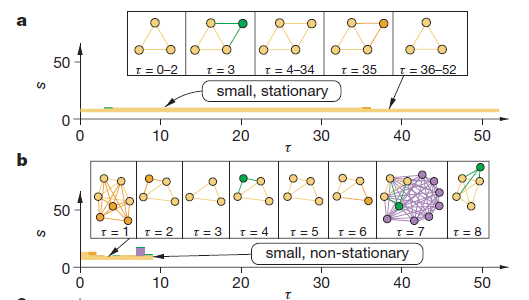 a
τ = 0–2 τ = 3 τ = 4–34 τ = 35 τ = 36–52
50
s
small, stationary
0
0 10 20 30 40 50
τ
b
τ = 1 τ = 2 τ = 3 τ = 4 τ = 5 τ = 6 τ = 7 τ = 8
50
s
small, non-stationary
0
0 10 20 30 40 50
τ